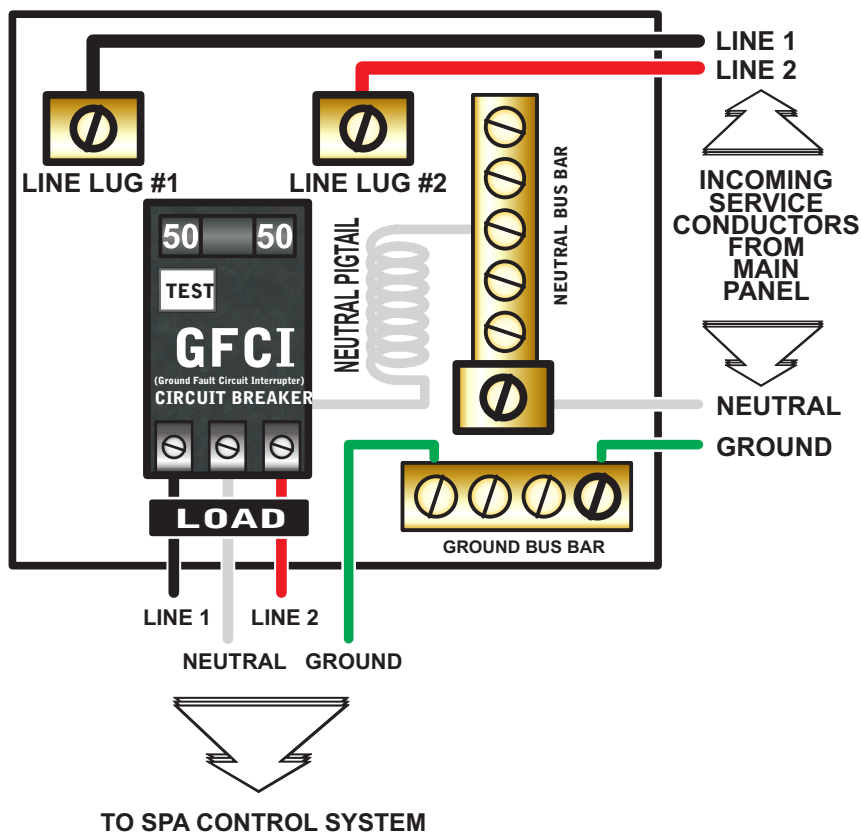 LINE 1
LINE 2
LINE LUG #1
LINE LUG #2
INCOMING
SERVICE
CONDUCTORS
FROM
MAIN
PANEL
50
50
TEST
GFCI
(Ground Fault Circuit Interrupter)
CIRCUIT BREAKER
NEUTRAL PIGTAIL
NEUTRAL BUS BAR
NEUTRAL
GROUND
LOAD
GROUND BUS BAR
LINE 1
LINE 2
NEUTRAL
GROUND
TO SPA CONTROL SYSTEM